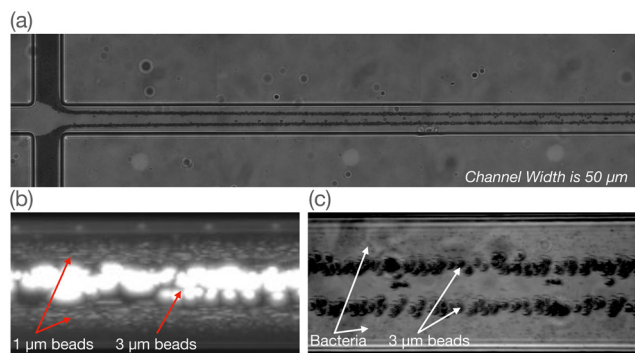 (a)
Channel Width is 50 µm
(b)
(c)
1 µm beads
3 µm beads
Bacteria
3 µm beads